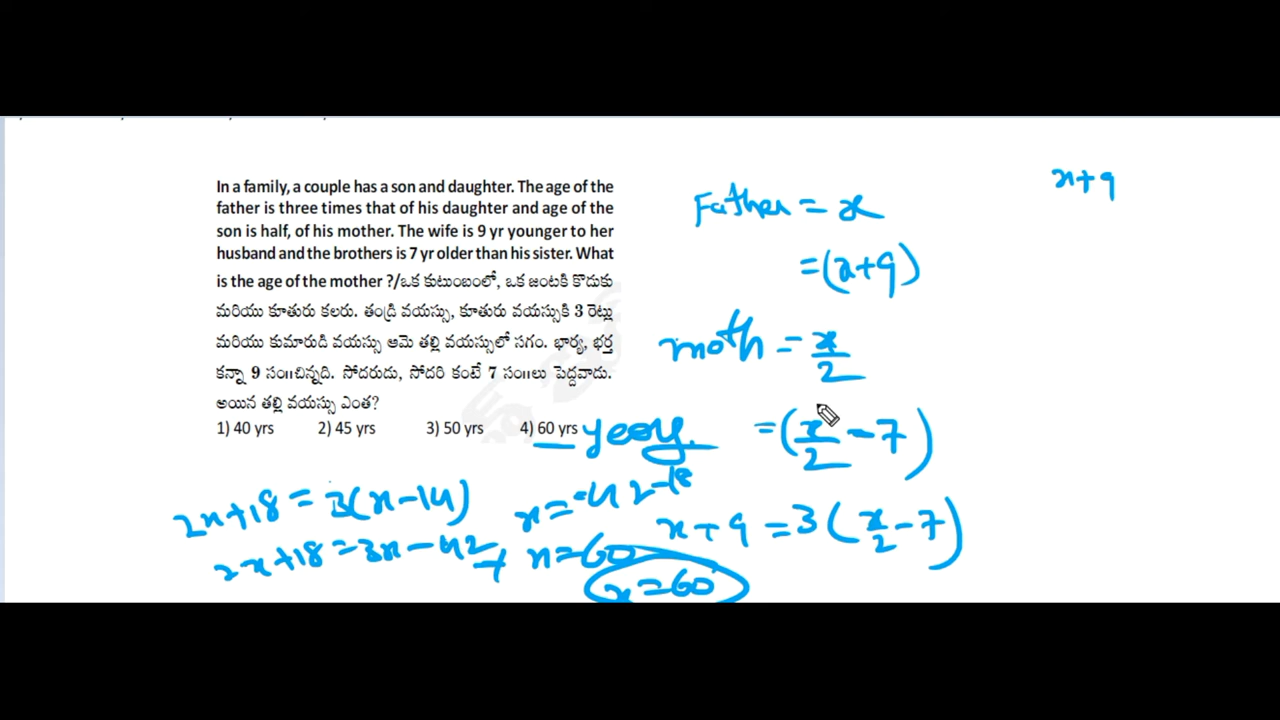 In a family, a couple has a son and daughter. The age of the
father is three times that of his daughter and age of the
son is half, of his mother. The wife is 9 yr younger to her
husband and the brothers is 7 yr older than his sister. What
is the age of the mother ?/ఒక కుటుంబంలో, ఒక జంటకి కొడుకు
మరియు కూతురు కలరు. తండ్రి వయస్సు, కూతురు వయస్సుకి 3 రెట్లు
మరియు కుమారుడి వయస్సు ఆమె తల్లి వయస్సులో సగం. భార్య, భర్త
కన్నా 9 సం॥చిన్నది. సోదరుడు, సోదరి కంటే 7 సం॥లు పెద్దవాడు.
అయిన తల్లి వయస్సు ఎంత?
1) 40 yrs 2) 45 yrs 3) 50 yrs 4) 60 yrs
x+9
Father = x
=(x+9)
moth = x/2
=(x/2-7)
x+9 =3(x/2-7)
2x+18=3(x-14)
2x+18=3x-42
x=-42-18
x=60
x=60